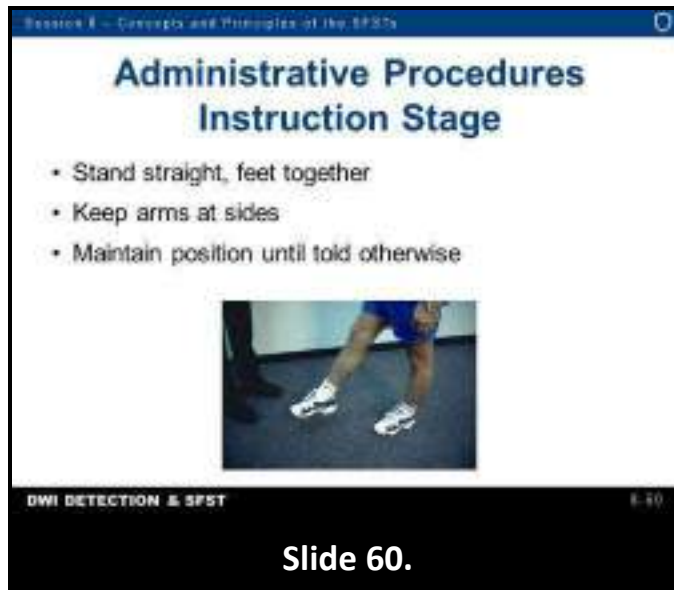 Session 8 – Concepts and Principles of the SFSTs
Administrative Procedures
Instruction Stage
• Stand straight, feet together
• Keep arms at sides
• Maintain position until told otherwise
DWI DETECTION & SFST
8-60
Slide 60.